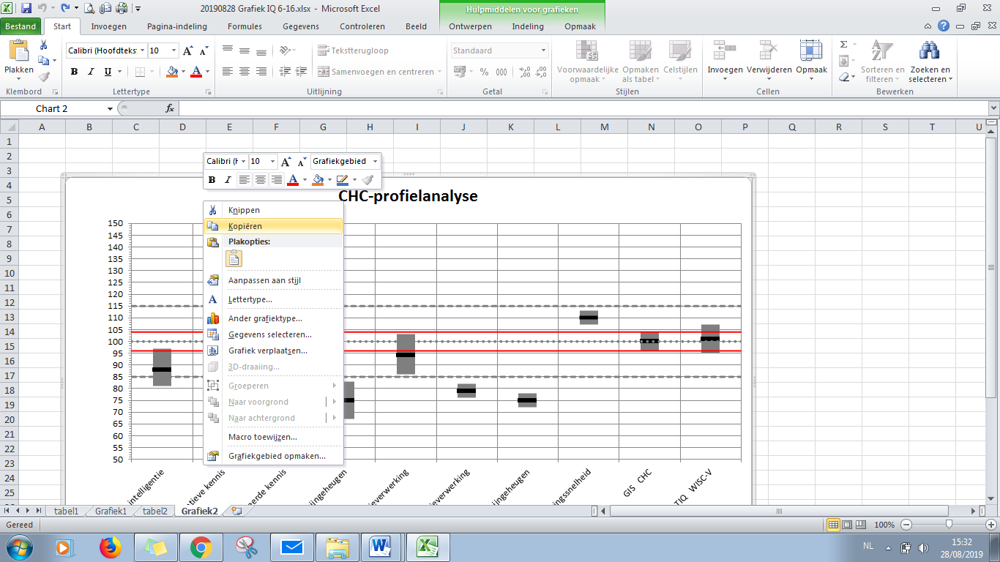 20190828 Grafiek IQ 6-16.xlsx - Microsoft Excel
Hulpmiddelen voor grafieken
Bestand Start Invoegen Pagina-indeling Formules Gegevens Controleren Beeld Ontwerpen Indeling Opmaak
Plakken
Calibri (Hoofdtekst 10
Tekstterugloop
Samenvoegen en centreren
Standaard
Voorwaardelijke opmaak
Opmaken als tabel
Celstijlen
Invoegen Verwijderen Opmaak
Sorteren en filteren
Zoeken en selecteren
Klembord Lettertype Uitlijning Getal Stijlen Cellen Bewerken
Chart 2
fx
A B C D E F G H I J K L M N O P Q R S T U
1
2
3
4
5
6
7
8
9
10
11
12
13
14
15
16
17
18
19
20
21
22
23
24
25
Calibri (H 10 Grafiekgebied
CHC-profielanalyse
Knippen
Kopiëren
Plakopties:
Aanpassen aan stijl
Lettertype...
Ander grafiektype...
Gegevens selecteren...
Grafiek verplaatsen...
3D-draaiing...
Groeperen
Naar voorgrond
Naar achtergrond
Macro toewijzen...
Grafiekgebied opmaken...
150
145
140
135
130
125
120
115
110
105
100
95
90
85
80
75
70
65
60
55
50
intelligentie
tieve kennis
eerde kennis
ijngeheugen
ieverwerking
ieverwerking
ijngeheugen
ingssnelheid
GIS CHC
TIQ WISC-V
tabel1 Grafiek1 tabel2 Grafiek2
Gereed
100%
NL
15:32
28/08/2019